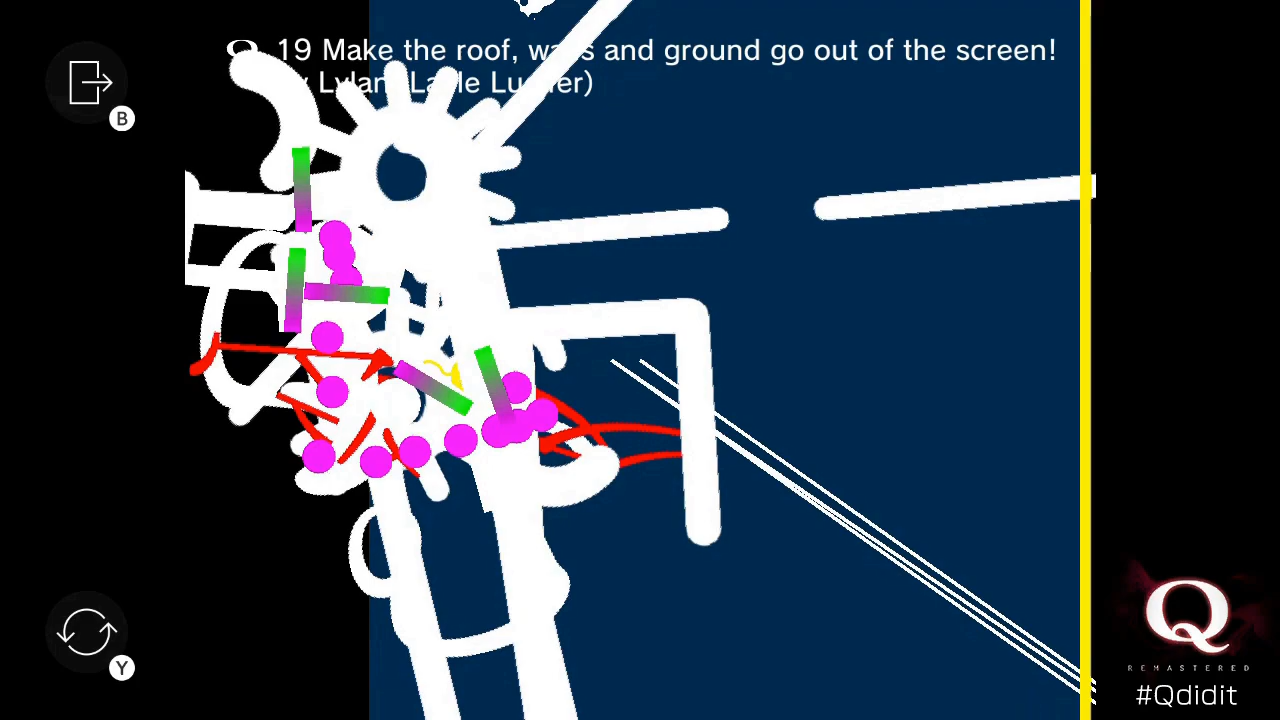 19 Make the roof, and ground go out of the screen!
B
Y
Q
REMASTERED
#Qdidit